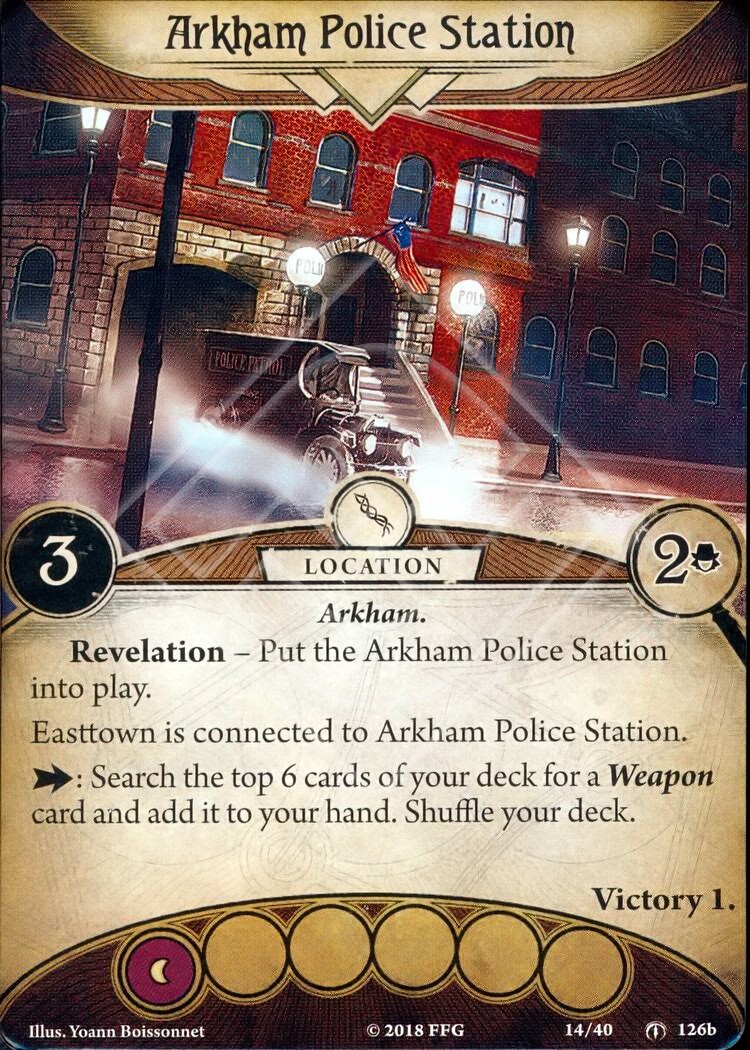 Arkham Police Station
POLI
POLI
POLICE PATROL
3
LOCATION
2
Arkham.
Revelation – Put the Arkham Police Station
into play.
Easttown is connected to Arkham Police Station.
: Search the top 6 cards of your deck for a Weapon
card and add it to your hand. Shuffle your deck.
Victory 1.
Illus. Yoann Boissonnet
© 2018 FFG
14/40
126b